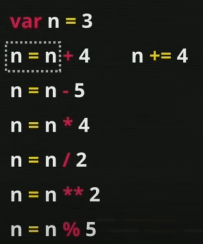 var n = 3
n = n + 4 n += 4
n = n - 5
n = n * 4
n = n / 2
n = n ** 2
n = n % 5